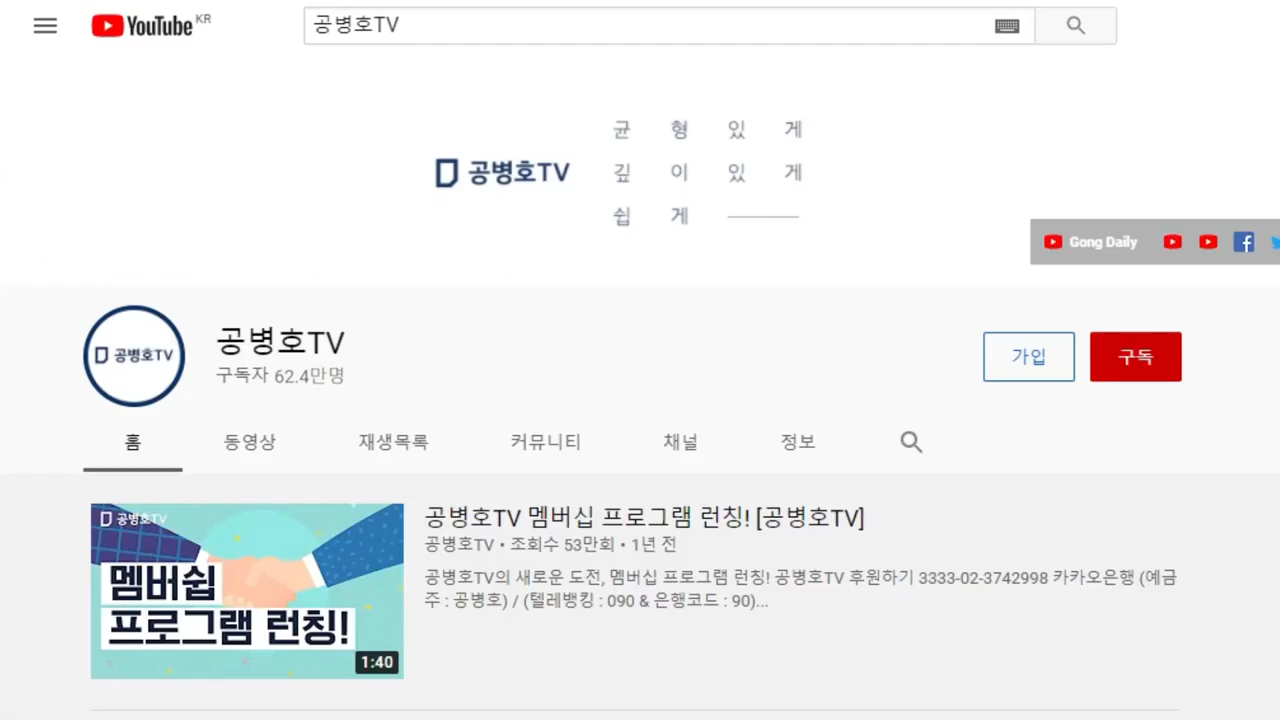 YouTube KR
공병호TV
균 형 있 게
공병호TV
깊 이 있 게
쉽 게
Gong Daily
공병호TV
공병호TV
구독자 62.4만명
가입
구독
홈
동영상
재생목록
커뮤니티
채널
정보
공병호TV
멤버쉽
프로그램 런칭!
1:40
공병호TV 멤버십 프로그램 런칭! [공병호TV]
공병호TV • 조회수 53만회 • 1년 전
공병호TV의 새로운 도전, 멤버십 프로그램 런칭! 공병호TV 후원하기 3333-02-3742998 카카오은행 (예금
주 : 공병호) / (텔레뱅킹 : 090 & 은행코드 : 90)...